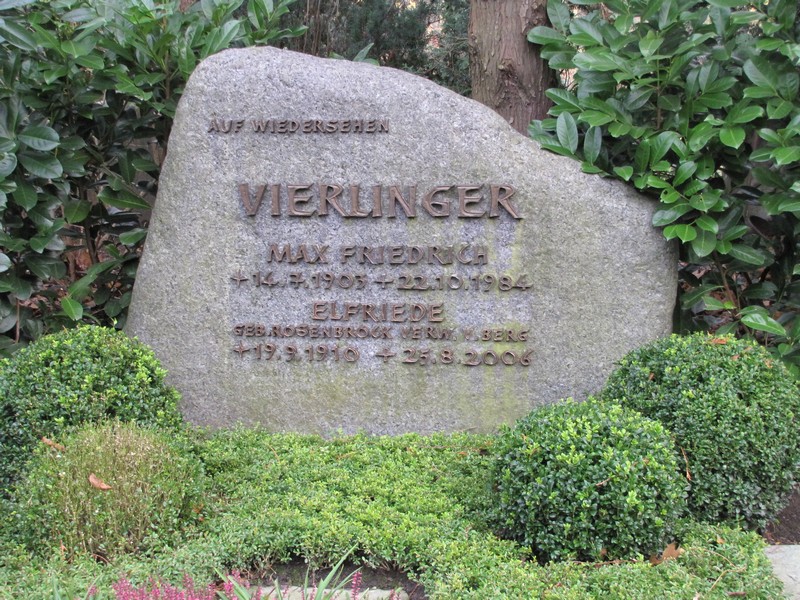 AUF WIEDERSEHEN
VIERLINGER
MAX FRIEDRICH
+14.7.1903 +22.10.1984
ELFRIEDE
GEB. ROSENBROCK VERW. V. BERG
+19.9.1910 +25.8.2006